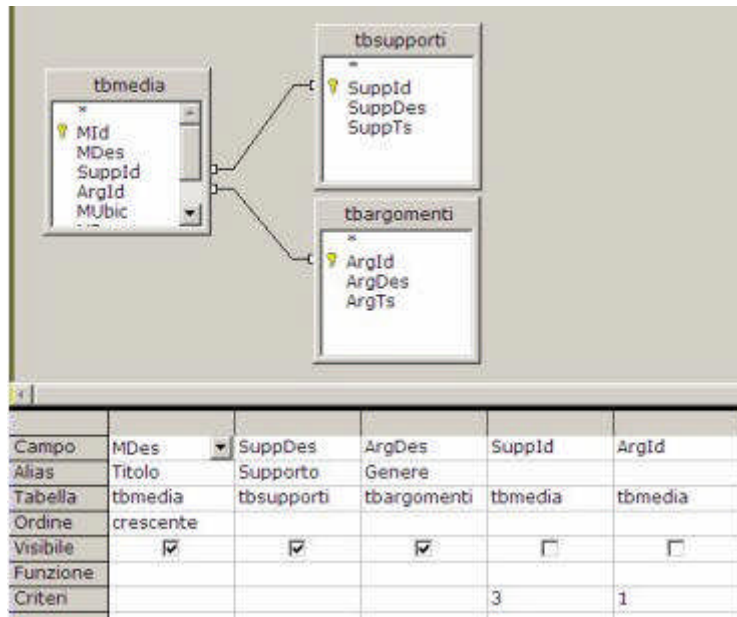 tbmedia
*
MId
MDes
SuppId
ArgId
MUbic
tbsupporti
*
SuppId
SuppDes
SuppTs
tbargomenti
*
ArgId
ArgDes
ArgTs
Campo MDes SuppDes ArgDes SuppId ArgId
Alias Titolo Supporto Genere
Tabella tbmedia tbsupporti tbargomenti tbmedia tbmedia
Ordine crescente
Visibile
Funzione
Criteri 3 1